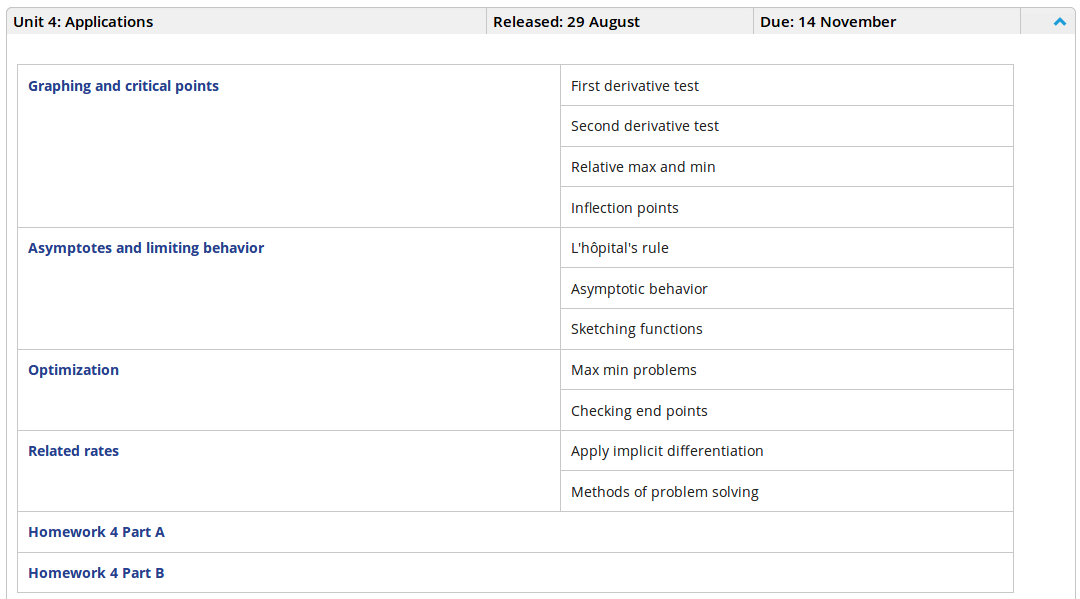 Unit 4: Applications Released: 29 August Due: 14 November
Graphing and critical points First derivative test
Second derivative test
Relative max and min
Inflection points
Asymptotes and limiting behavior L'hôpital's rule
Asymptotic behavior
Sketching functions
Optimization Max min problems
Checking end points
Related rates Apply implicit differentiation
Methods of problem solving
Homework 4 Part A
Homework 4 Part B